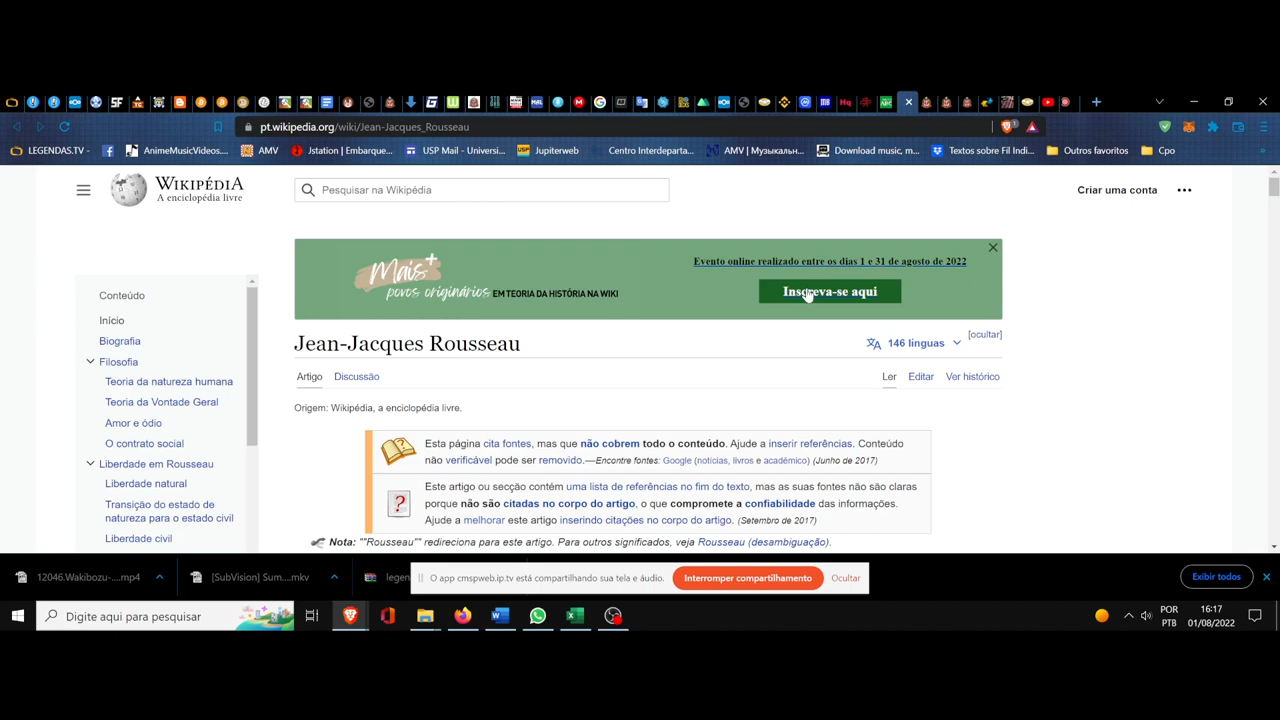 SF
MAL
Hq
ABC
pt.wikipedia.org/wiki/Jean-Jacques_Rousseau
1
LEGENDAS.TV -
AnimeMusicVideos...
AMV
Jstation | Embarque...
USP Mail - Universi...
Jupiterweb
Centro Interdeparta...
AMV | Музыкальн...
Download music, m...
Textos sobre Fil Indi...
Outros favoritos
Cpo
WIKIPÉDIA
A enciclopédia livre
Pesquisar na Wikipédia
Criar uma conta
Mais+
povos originários EM TEORIA DA HISTÓRIA NA WIKI
Evento online realizado entre os dias 1 e 31 de agosto de 2022
Inscreva-se aqui
Conteúdo
Início
Biografia
Filosofia
Teoria da natureza humana
Teoria da Vontade Geral
Amor e ódio
O contrato social
Liberdade em Rousseau
Liberdade natural
Transição do estado de
natureza para o estado civil
Liberdade civil
[ocultar]
Jean-Jacques Rousseau
146 línguas
Artigo Discussão
Ler Editar Ver histórico
Origem: Wikipédia, a enciclopédia livre.
Esta página cita fontes, mas que não cobrem todo o conteúdo. Ajude a inserir referências. Conteúdo
não verificável pode ser removido.—Encontre fontes: Google (notícias, livros e acadêmico) (Junho de 2017)
Este artigo ou secção contém uma lista de referências no fim do texto, mas as suas fontes não são claras
porque não são citadas no corpo do artigo, o que compromete a confiabilidade das informações.
Ajude a melhorar este artigo inserindo citações no corpo do artigo. (Setembro de 2017)
Nota: ""Rousseau"" redireciona para este artigo. Para outros significados, veja Rousseau (desambiguação).
12046.Wakibozu-....mp4
[SubVision] Sum....mkv
legen
O app cmspweb.ip.tv está compartilhando sua tela e áudio.
Interromper compartilhamento
Ocultar
Exibir todos
Digite aqui para pesquisar
POR
PTB
16:17
01/08/2022